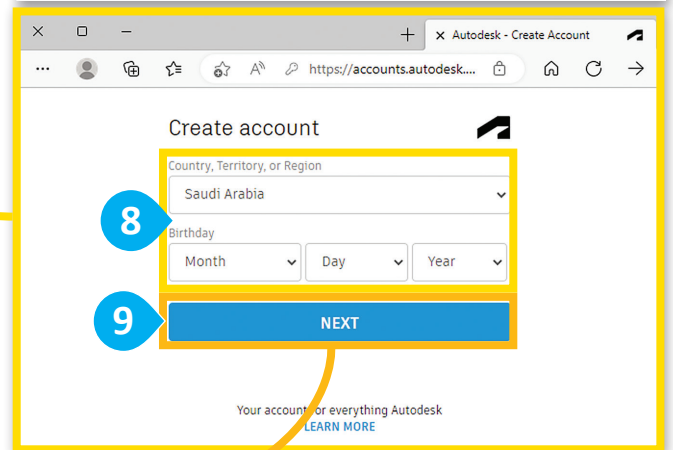 Autodesk - Create Account
https://accounts.autodesk....
Create account
Country, Territory, or Region
Saudi Arabia
8
Birthday
Month Day Year
9
NEXT
Your account for everything Autodesk
LEARN MORE